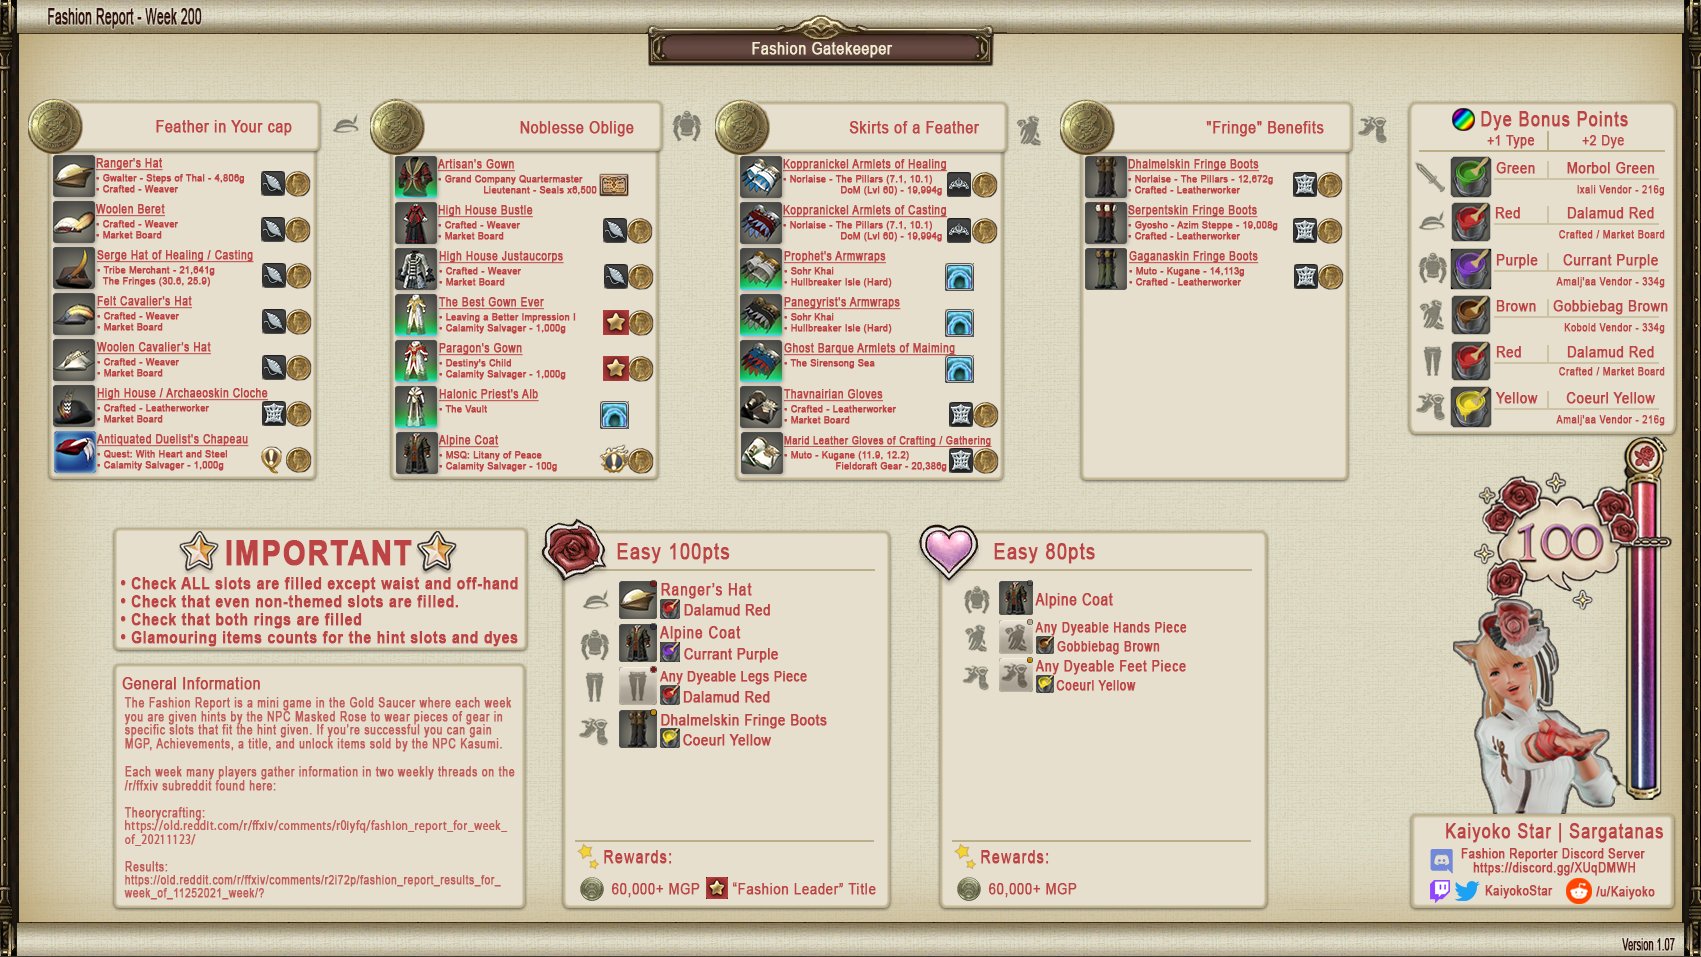 Fashion Report - Week 200
Fashion Gatekeeper
Feather in Your cap
Ranger's Hat
• Gwalter - Steps of Thal - 4,806g
• Crafted - Weaver
Woolen Beret
• Crafted - Weaver
• Market Board
Serge Hat of Healing / Casting
• Tribe Merchant - 21,641g
The Fringes (30.6, 25.9)
Felt Cavalier's Hat
• Crafted - Weaver
• Market Board
Woolen Cavalier's Hat
• Crafted - Weaver
• Market Board
High House / Archaeoskin Cloche
• Crafted - Leatherworker
• Market Board
Antiquated Duelist's Chapeau
• Quest: With Heart and Steel
• Calamity Salvager - 1,000g
Noblesse Oblige
Artisan's Gown
• Grand Company Quartermaster
Lieutenant - Seals x6,500
High House Bustle
• Crafted - Weaver
• Market Board
High House Justaucorps
• Crafted - Weaver
• Market Board
The Best Gown Ever
• Leaving a Better Impression I
• Calamity Salvager - 1,000g
Paragon's Gown
• Destiny's Child
• Calamity Salvager - 1,000g
Halonic Priest's Alb
• The Vault
Alpine Coat
• MSQ: Litany of Peace
• Calamity Salvager - 100g
Skirts of a Feather
Koppranickel Armlets of Healing
• Norlaise - The Pillars (7.1, 10.1)
DoM (Lvl 60) - 19,994g
Koppranickel Armlets of Casting
• Norlaise - The Pillars (7.1, 10.1)
DoM (Lvl 60) - 19,994g
Prophet's Armwraps
• Sohr Khai
• Hullbreaker Isle (Hard)
Panegyrist's Armwraps
• Sohr Khai
• Hullbreaker Isle (Hard)
Ghost Barque Armlets of Maiming
• The Sirensong Sea
Thavnairian Gloves
• Crafted - Leatherworker
• Market Board
Marid Leather Gloves of Crafting / Gathering
• Muto - Kugane (11.9, 12.2)
Fieldcraft Gear - 20,386g
"Fringe" Benefits
Dhalmelskin Fringe Boots
• Norlaise - The Pillars - 12,672g
• Crafted - Leatherworker
Serpentskin Fringe Boots
• Gyosho - Azim Steppe - 19,008g
• Crafted - Leatherworker
Gaganaskin Fringe Boots
• Muto - Kugane - 14,113g
• Crafted - Leatherworker
Dye Bonus Points
+1 Type +2 Dye
Green Morbol Green
Ixali Vendor - 216g
Red Dalamud Red
Crafted / Market Board
Purple Currant Purple
Amalj'aa Vendor - 334g
Brown Gobbiebag Brown
Kobold Vendor - 334g
Red Dalamud Red
Crafted / Market Board
Yellow Coeurl Yellow
Amalj'aa Vendor - 216g
IMPORTANT
• Check ALL slots are filled except waist and off-hand
• Check that even non-themed slots are filled.
• Check that both rings are filled
• Glamouring items counts for the hint slots and dyes
General Information
The Fashion Report is a mini game in the Gold Saucer where each week
you are given hints by the NPC Masked Rose to wear pieces of gear in
specific slots that fit the hint given. If you're successful you can gain
MGP, Achievements, a title, and unlock items sold by the NPC Kasumi.
Each week many players gather information in two weekly threads on the
/r/ffxiv subreddit found here:
Theorycrafting:
https://old.reddit.com/r/ffxiv/comments/r0iyfq/fashion_report_for_week_
of_20211123/
Results:
https://old.reddit.com/r/ffxiv/comments/r2i72p/fashion_report_results_for_
week_of_11252021_week/?
Easy 100pts
Ranger's Hat
Dalamud Red
Alpine Coat
Currant Purple
Any Dyeable Legs Piece
Dalamud Red
Dhalmelskin Fringe Boots
Coeurl Yellow
Rewards:
60,000+ MGP "Fashion Leader" Title
Easy 80pts
Alpine Coat
Any Dyeable Hands Piece
Gobbiebag Brown
Any Dyeable Feet Piece
Coeurl Yellow
Rewards:
60,000+ MGP
100
Kaiyoko Star | Sargatanas
Fashion Reporter Discord Server
https://discord.gg/XUqDMWH
KaiyokoStar /u/Kaiyoko
Version 1.07